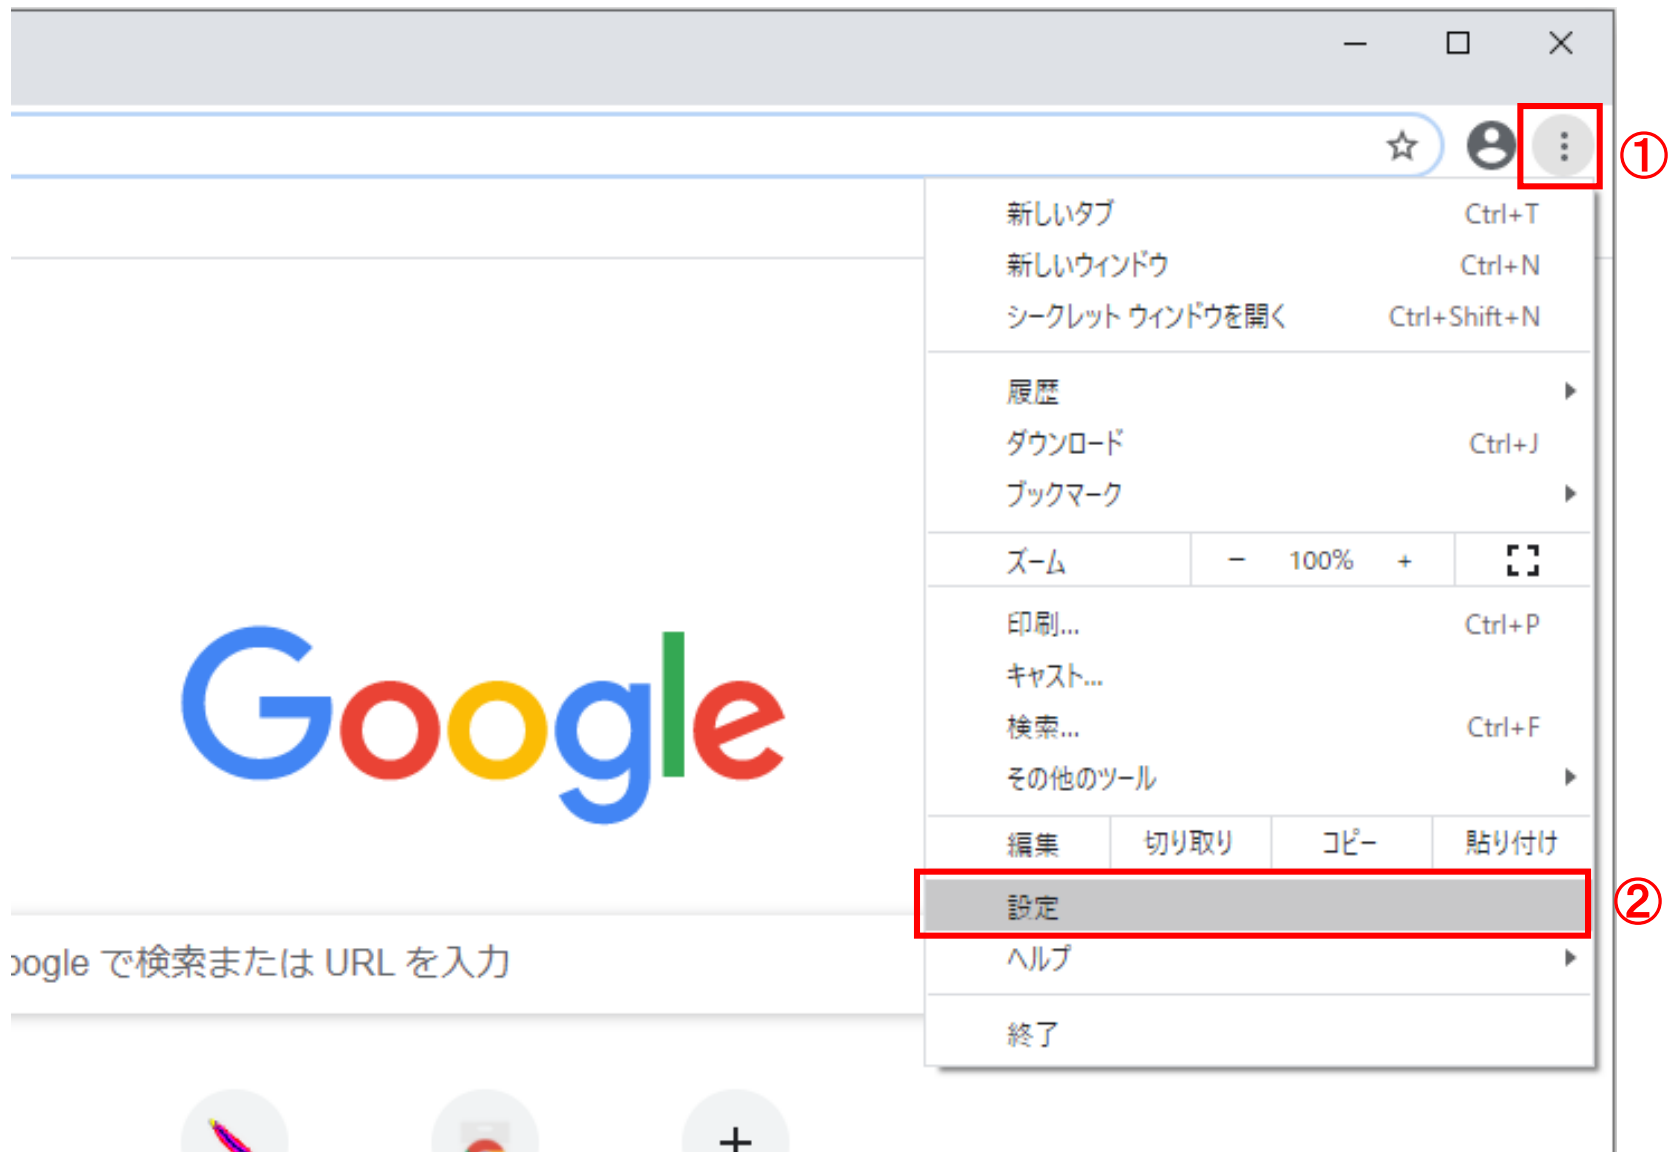 ①
新しいタブ Ctrl+T
新しいウィンドウ Ctrl+N
シークレット ウィンドウを開く Ctrl+Shift+N
履歴
ダウンロード Ctrl+J
ブックマーク
ズーム - 100% +
印刷... Ctrl+P
キャスト...
検索... Ctrl+F
その他のツール
編集 切り取り コピー 貼り付け
設定 ②
ヘルプ
終了
Google
oogle で検索または URL を入力